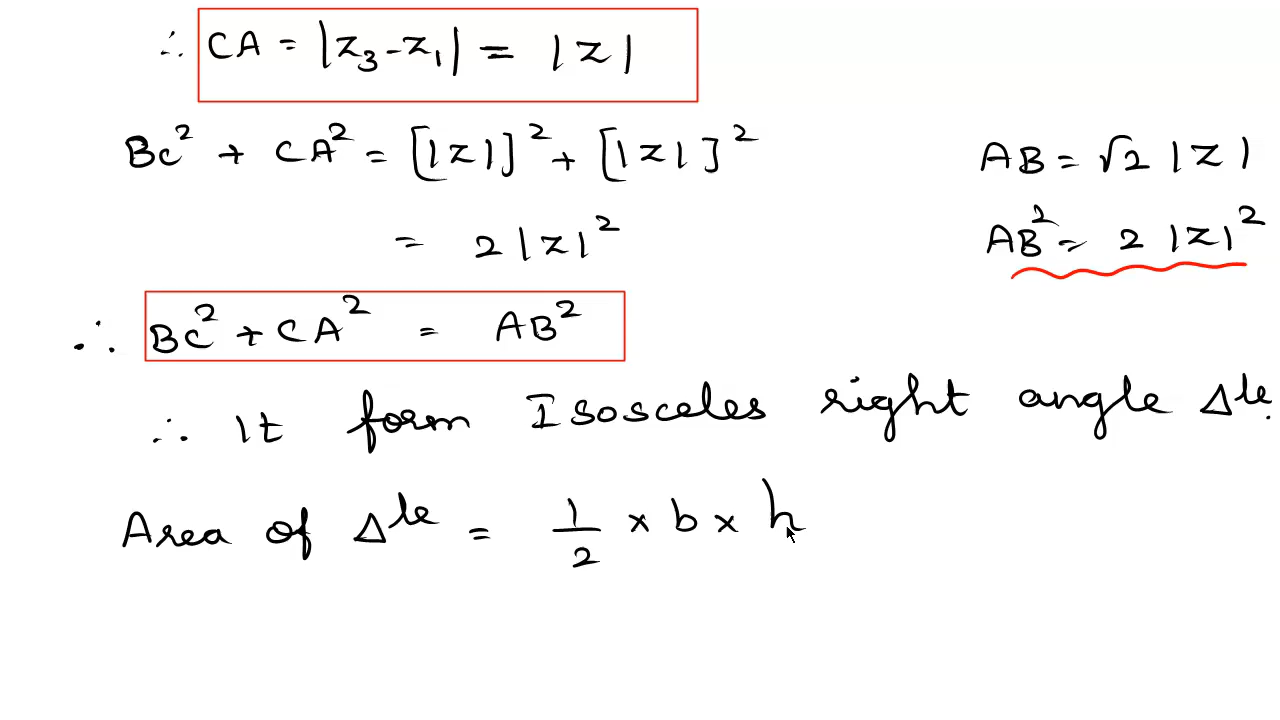 ∴ CA = |z₃ - z₁| = |z|
BC² + CA² = [|z|]² + [|z|]²
AB = √2 |z|
= 2|z|²
AB² = 2 |z|²
∴ BC² + CA² = AB²
∴ It form Isosceles right angle Δle.
Area of Δle = 1/2 × b × h